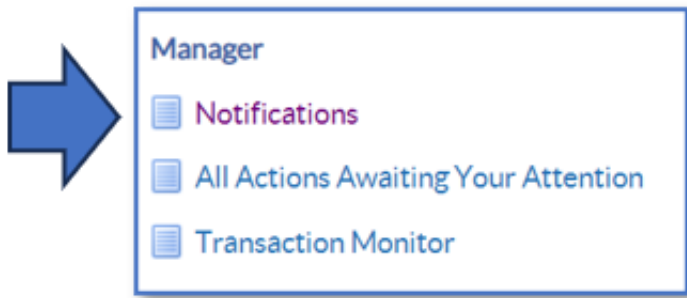 Manager
Notifications
All Actions Awaiting Your Attention
Transaction Monitor